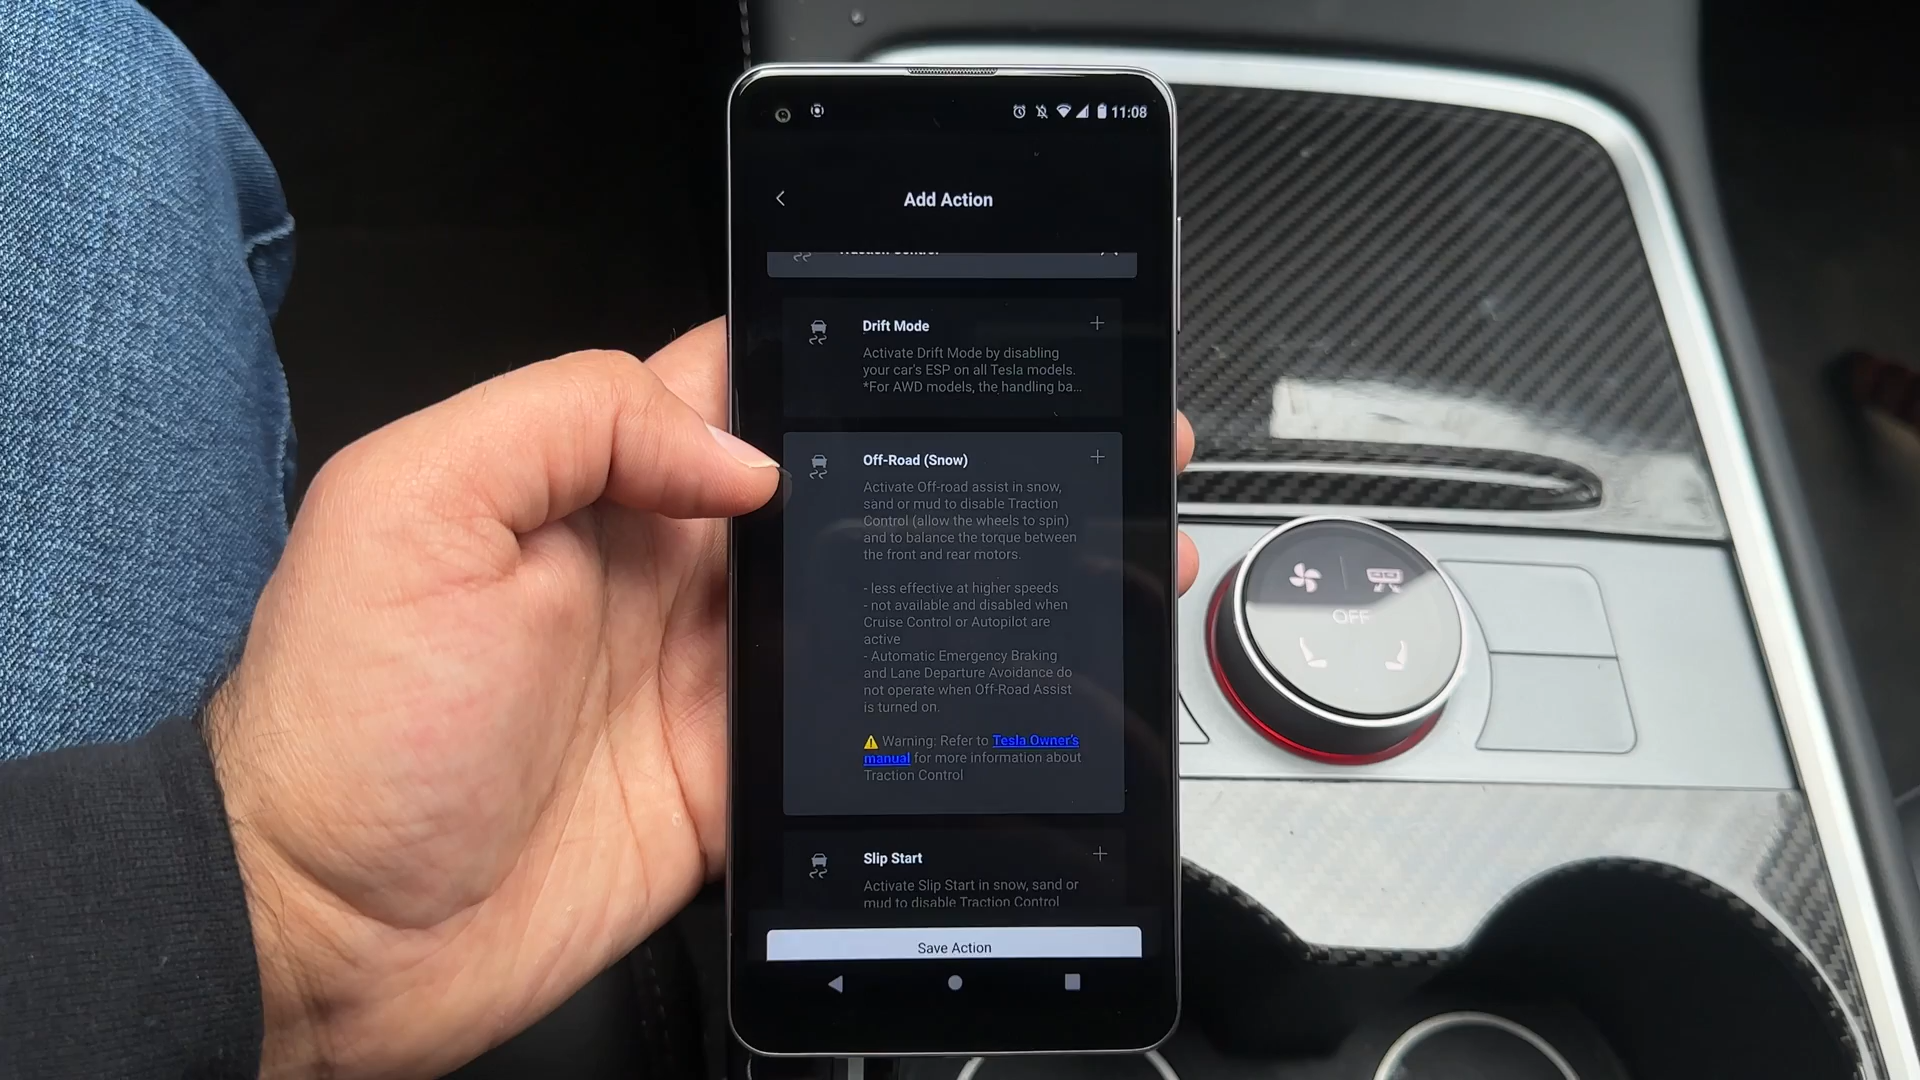 11:08
Add Action
Traction Control
Drift Mode
Activate Drift Mode by disabling
your car's ESP on all Tesla models.
*For AWD models, the handling ba...
Off-Road (Snow)
Activate Off-road assist in snow,
sand or mud to disable Traction
Control (allow the wheels to spin)
and to balance the torque between
the front and rear motors.
- less effective at higher speeds
- not available and disabled when
Cruise Control or Autopilot are
active
- Automatic Emergency Braking
and Lane Departure Avoidance do
not operate when Off-Road Assist
is turned on.
⚠ Warning: Refer to Tesla Owner's
manual for more information about
Traction Control
Slip Start
Activate Slip Start in snow, sand or
mud to disable Traction Control
Save Action
OFF